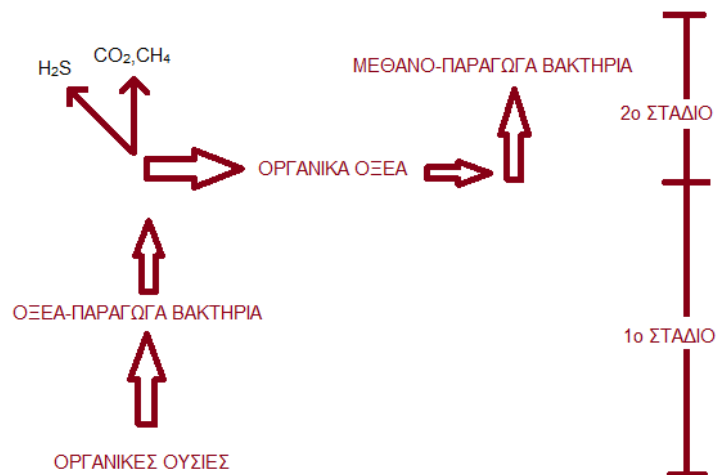 H₂S
CO₂,CH₄
ΜΕΘΑΝΟ-ΠΑΡΑΓΩΓΑ ΒΑΚΤΗΡΙΑ
2ο ΣΤΑΔΙΟ
ΟΡΓΑΝΙΚΑ ΟΞΕΑ
ΟΞΕΑ-ΠΑΡΑΓΩΓΑ ΒΑΚΤΗΡΙΑ
1ο ΣΤΑΔΙΟ
ΟΡΓΑΝΙΚΕΣ ΟΥΣΙΕΣ